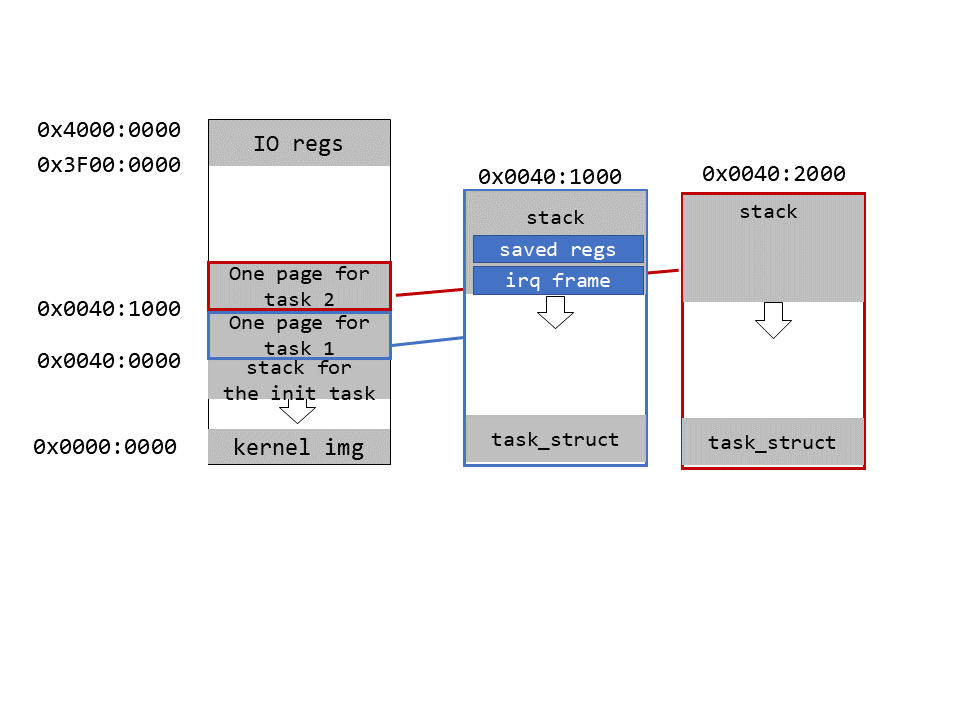 0x4000:0000
IO regs
0x3F00:0000
One page for
task 2
0x0040:1000
One page for
task 1
0x0040:0000
stack for
the init task
0x0000:0000
kernel img
0x0040:1000
stack
saved regs
irq frame
task_struct
0x0040:2000
stack
task_struct